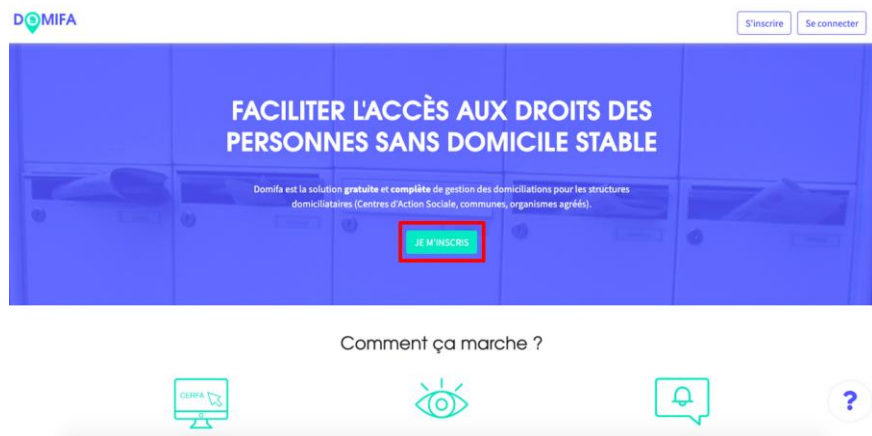 DOMIFA
S'inscrire
Se connecter
FACILITER L'ACCÈS AUX DROITS DES
PERSONNES SANS DOMICILE STABLE
Domifa est la solution gratuite et complète de gestion des domiciliations pour les structures
domiciliataires (Centres d'Action Sociale, communes, organismes agréés).
JE M'INSCRIS
Comment ça marche ?
CERFA
?